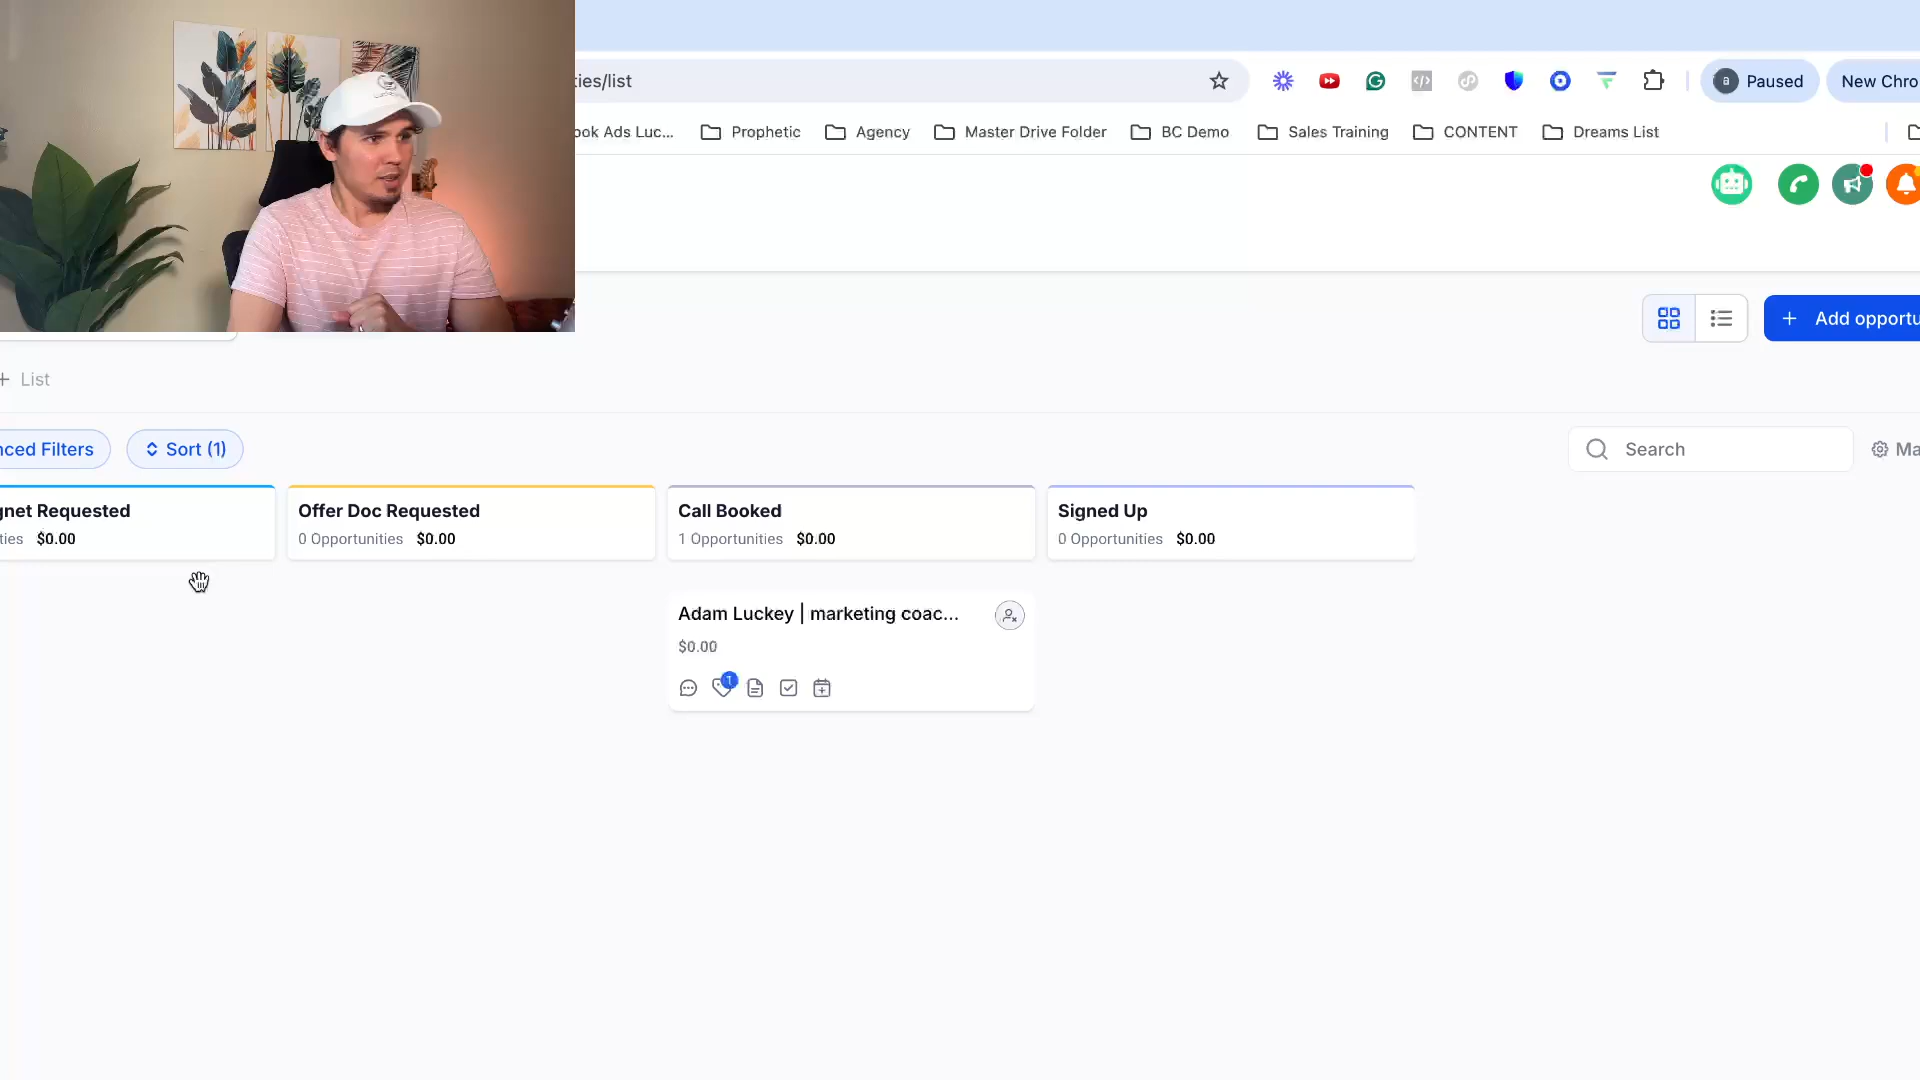 ties/list
a Paused
New Chro
ook Ads Luc...
Prophetic
Agency
Master Drive Folder
BC Demo
Sales Training
CONTENT
Dreams List
+ Add opportu
+ List
nced Filters
Sort (1)
Search
Ma
gnet Requested
ties $0.00
Offer Doc Requested
0 Opportunities $0.00
Call Booked
1 Opportunities $0.00
Signed Up
0 Opportunities $0.00
Adam Luckey | marketing coac...
$0.00
1